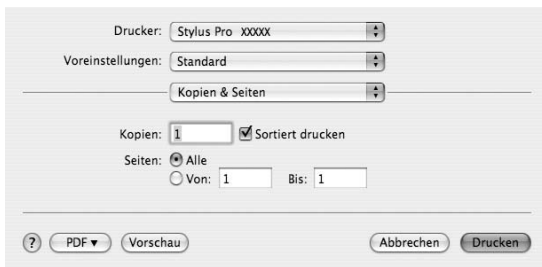 Drucker: Stylus Pro XXXXX
Voreinstellungen: Standard
Kopien & Seiten
Kopien: 1 Sortiert drucken
Seiten: Alle
Von: 1 Bis: 1
? PDF ▼ Vorschau Abbrechen Drucken